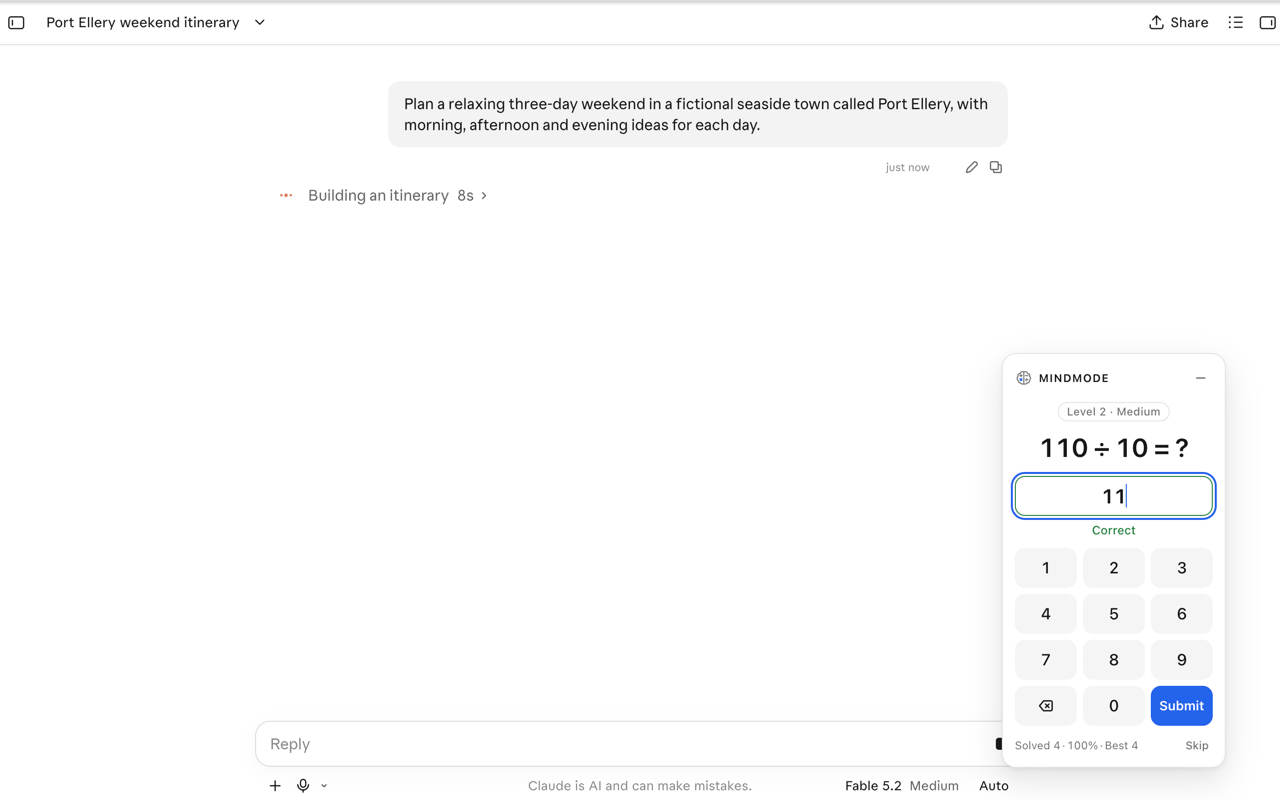 Port Ellery weekend itinerary
Share
Plan a relaxing three-day weekend in a fictional seaside town called Port Ellery, with
morning, afternoon and evening ideas for each day.
just now
Building an itinerary 8s
MINDMODE
Level 2 · Medium
110 ÷ 10 = ?
11
Correct
1 2 3
4 5 6
7 8 9
0 Submit
Solved 4 · 100% · Best 4 Skip
Reply
Claude is AI and can make mistakes.
Fable 5.2 Medium Auto